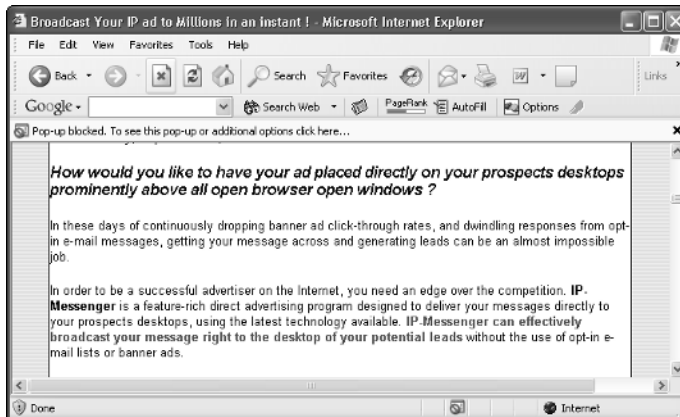 Broadcast Your IP ad to Millions in an instant ! - Microsoft Internet Explorer
File Edit View Favorites Tools Help
Back Search Favorites Links
Google Search Web PageRank AutoFill Options
Pop-up blocked. To see this pop-up or additional options click here...
How would you like to have your ad placed directly on your prospects desktops
prominently above all open browser open windows ?
In these days of continuously dropping banner ad click-through rates, and dwindling responses from opt-
in e-mail messages, getting your message across and generating leads can be an almost impossible
job.
In order to be a successful advertiser on the Internet, you need an edge over the competition. IP-
Messenger is a feature-rich direct advertising program designed to deliver your messages directly to
your prospects desktops, using the latest technology available. IP-Messenger can effectively
broadcast your message right to the desktop of your potential leads without the use of opt-in e-
mail lists or banner ads.
Done Internet